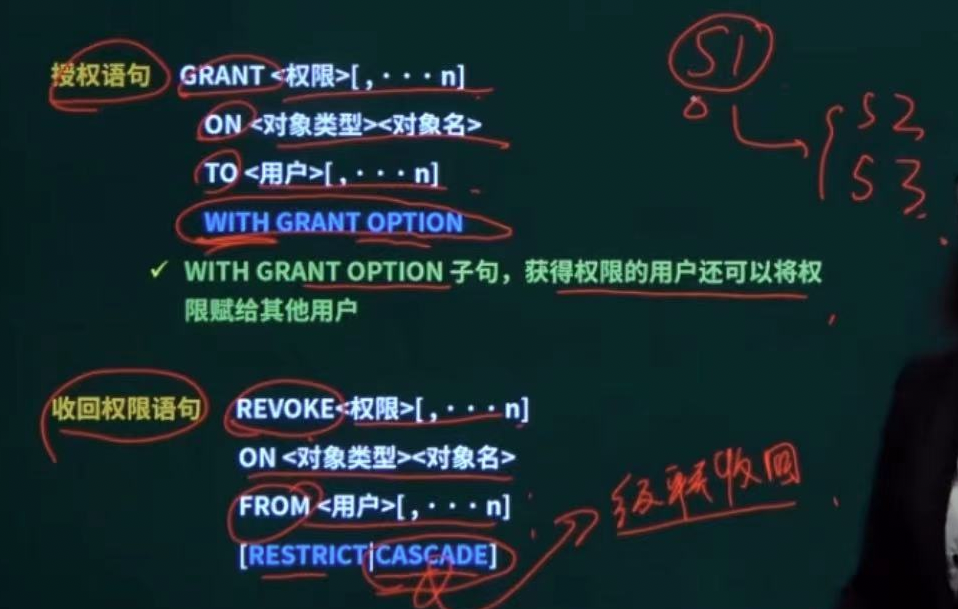 授权语句 GRANT <权限>[,···n]
S1
ON <对象类型><对象名>
S2
TO <用户>[,···n]
S3
WITH GRANT OPTION
✓ WITH GRANT OPTION 子句，获得权限的用户还可以将权
限赋给其他用户
收回权限语句 REVOKE<权限>[,···n]
ON <对象类型><对象名>
级联收回
FROM <用户>[,···n]
[RESTRICT|CASCADE]